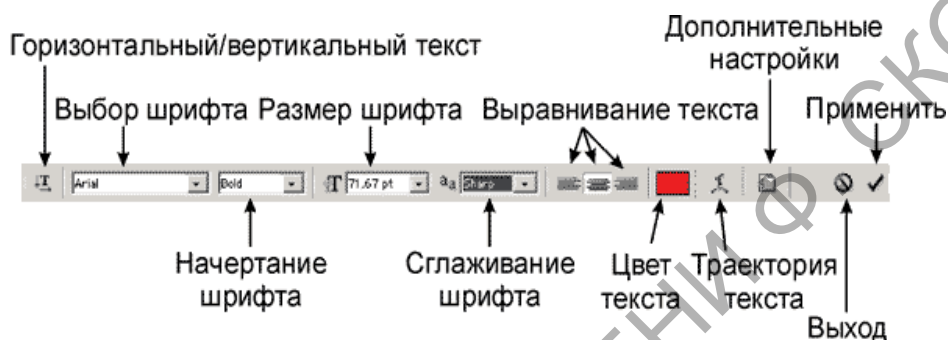 Дополнительные
настройки
Горизонтальный/вертикальный текст
Выбор шрифта Размер шрифта Выравнивание текста Применить
Arial Bold T 71.67 pt aa Sharp
Начертание
шрифта
Сглаживание
шрифта
Цвет
текста
Траектория
текста
Выход